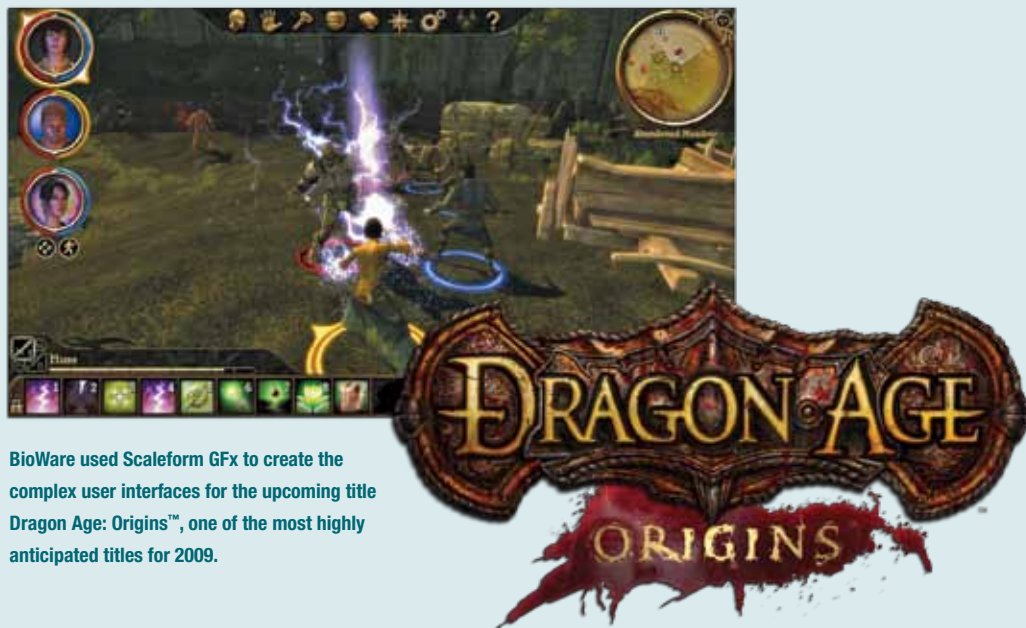 Abandoned
BioWare used Scaleform GFx to create the
complex user interfaces for the upcoming title
Dragon Age: Origins™, one of the most highly
anticipated titles for 2009.
DRAGON AGE
ORIGINS